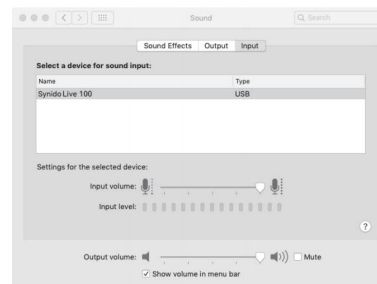 Sound
Search
Sound Effects Output Input
Select a device for sound input:
Name Type
Synido Live 100 USB
Settings for the selected device:
Input volume:
Input level:
?
Output volume: Mute
Show volume in menu bar